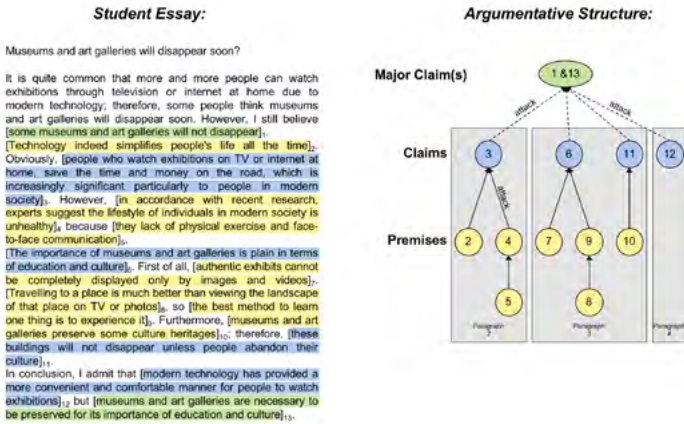 Student Essay:
Museums and art galleries will disappear soon?
It is quite common that more and more people can watch
exhibitions through television or internet at home due to
modern technology; therefore, some people think museums
and art galleries will disappear soon. However, I still believe
[some museums and art galleries will not disappear]1.
[Technology indeed simplifies people's life all the time]2.
Obviously, [people who watch exhibitions on TV or internet at
home, save the time and money on the road, which is
increasingly significant particularly to people in modern
society]3. However, [in accordance with recent research,
experts suggest the lifestyle of individuals in modern society is
unhealthy]4 because [they lack of physical exercise and face-
to-face communication]5.
[The importance of museums and art galleries is plain in terms
of education and culture]6. First of all, [authentic exhibits cannot
be completely displayed only by images and videos]7.
[Travelling to a place is much better than viewing the landscape
of that place on TV or photos]8, so [the best method to learn
one thing is to experience it]9. Furthermore, [museums and art
galleries preserve some culture heritages]10; therefore, [these
buildings will not disappear unless people abandon their
culture]11.
In conclusion, I admit that [modern technology has provided a
more convenient and comfortable manner for people to watch
exhibitions]12 but [museums and art galleries are necessary to
be preserved for its importance of education and culture]13.
Argumentative Structure:
Major Claim(s)
1 &13
attack
attack
Claims
3
6
11
12
attack
Premises
2
4
7
9
10
5
8
Paragraph
2
Paragraph
3
Paragraph
4